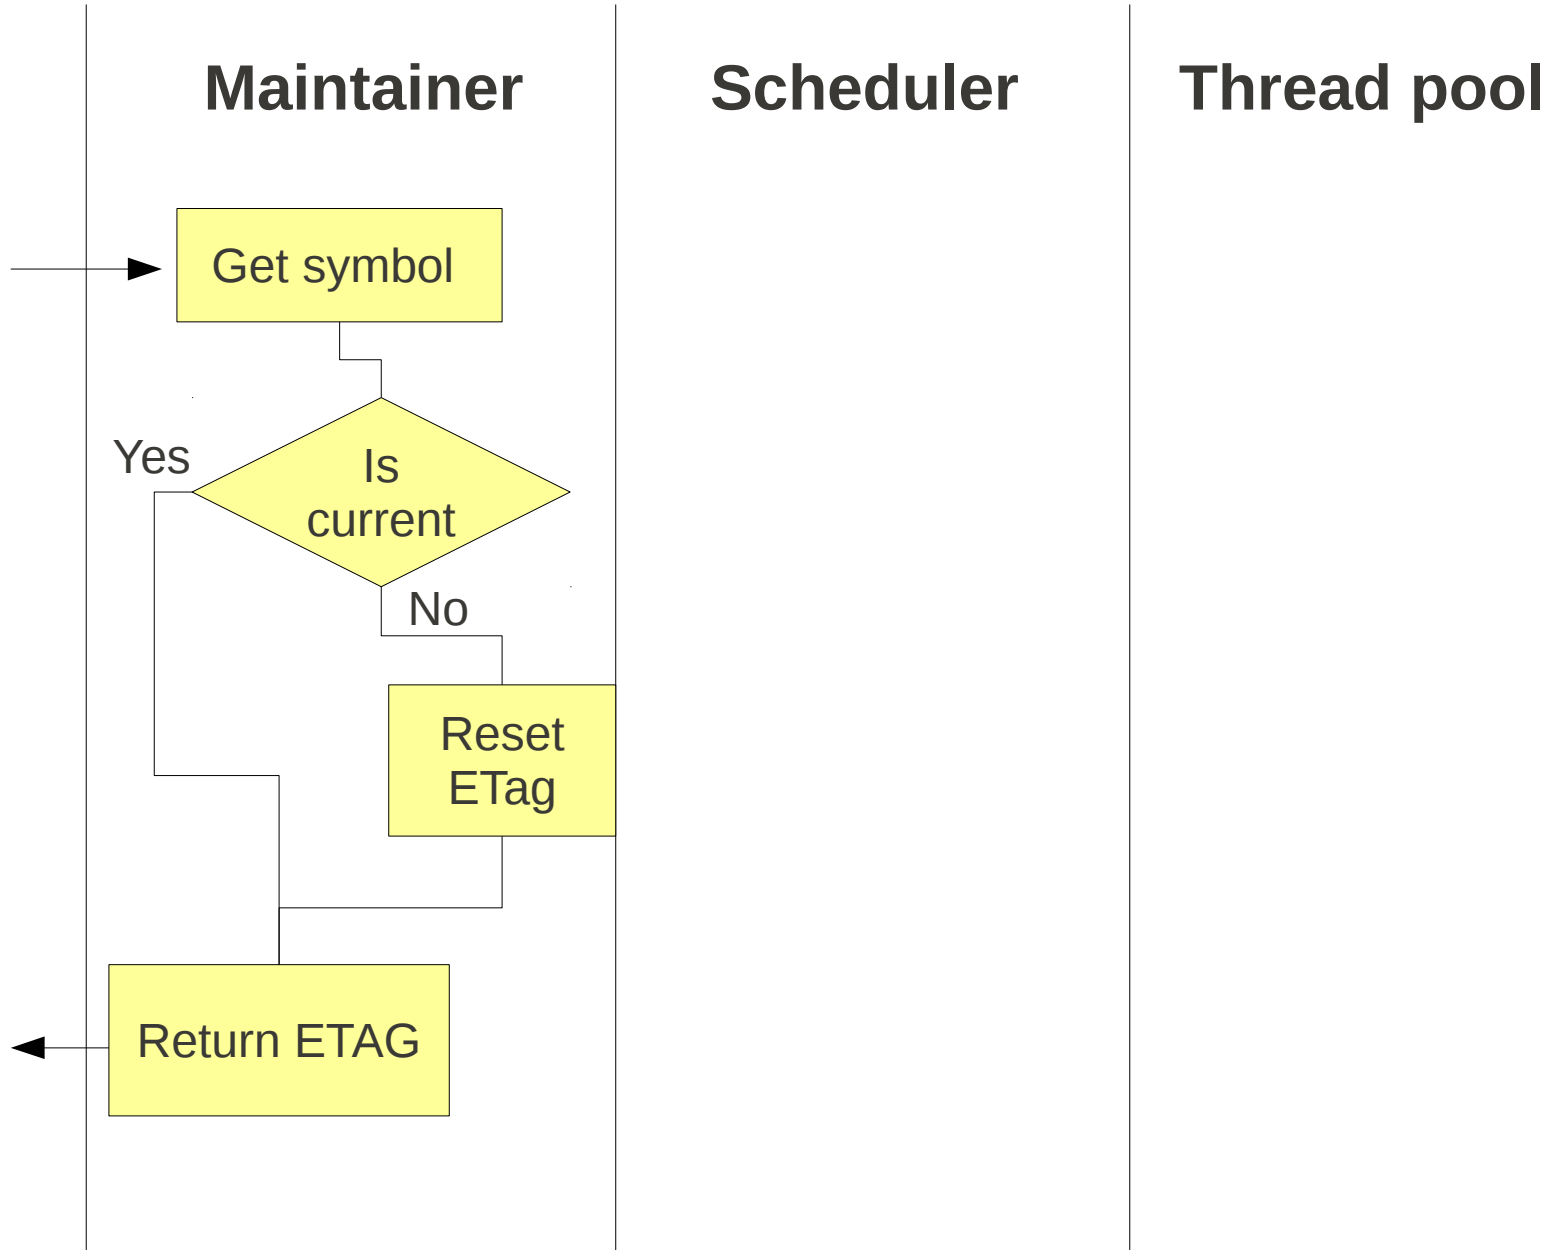 Maintainer
Scheduler
Thread pool
Get symbol
Yes
Is
current
No
Reset
ETag
Return ETAG